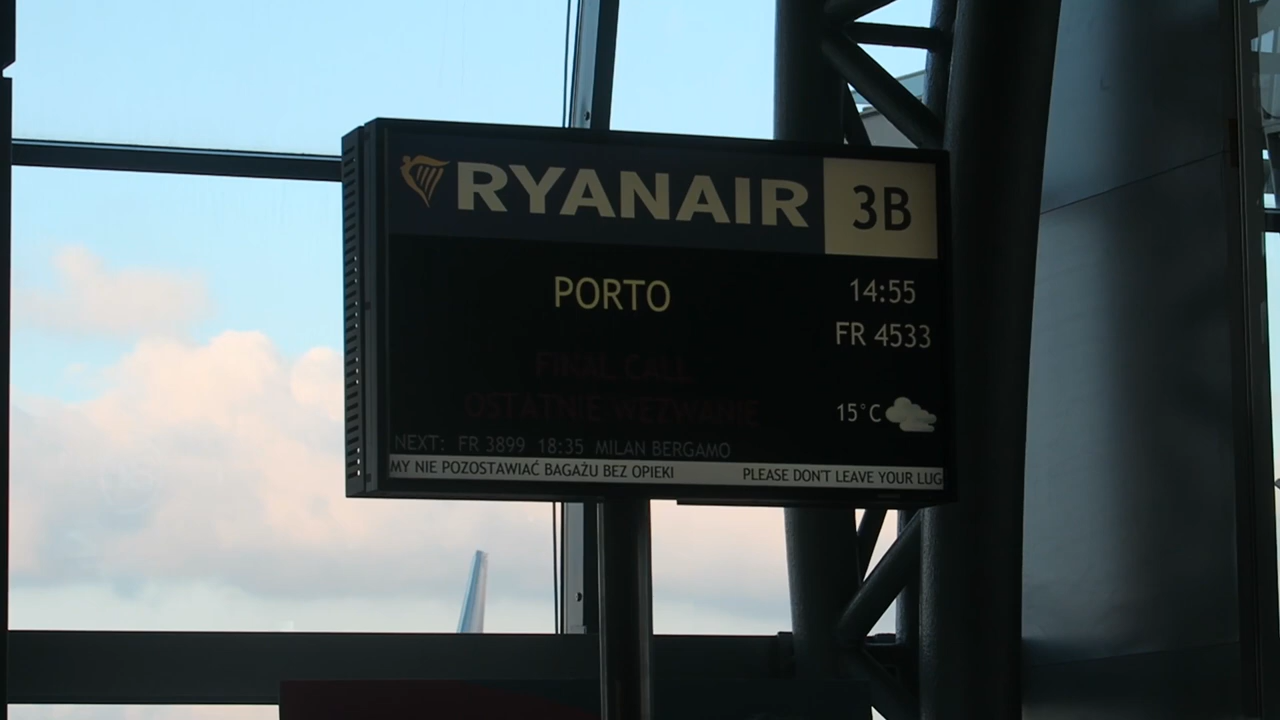 RYANAIR 3B
PORTO 14:55
FR 4533
FINAL CALL
OSTATNIE WEZWANIE
15°C
NEXT: FR 3899 18:35 MILAN BERGAMO
MY NIE POZOSTAWIAĆ BAGAŻU BEZ OPIEKI PLEASE DON'T LEAVE YOUR LUG